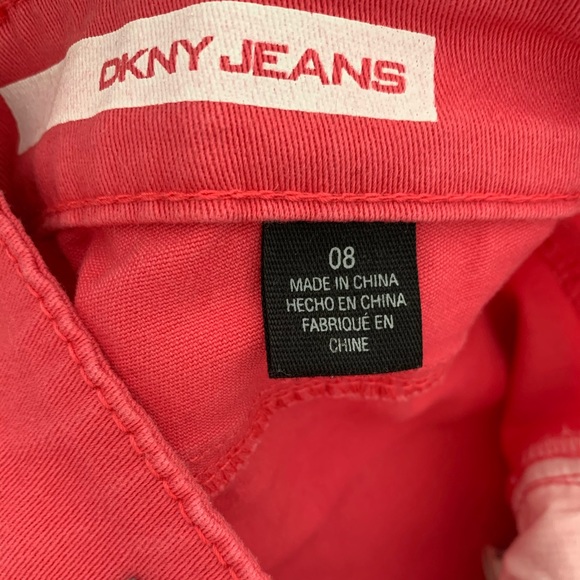 DKNY JEANS
08
MADE IN CHINA
HECHO EN CHINA
FABRIQUÉ EN
CHINE